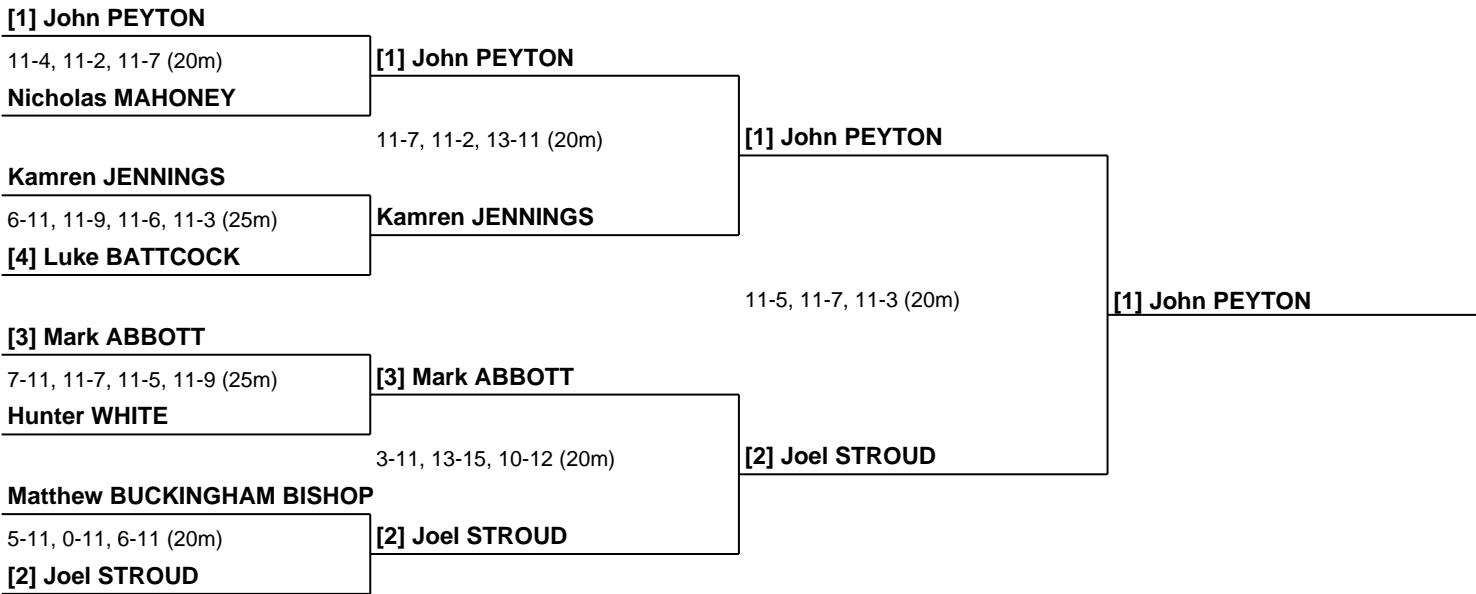 [1] John PEYTON
11-4, 11-2, 11-7 (20m)
Nicholas MAHONEY
Kamren JENNINGS
6-11, 11-9, 11-6, 11-3 (25m)
[4] Luke BATTCOCK
[3] Mark ABBOTT
7-11, 11-7, 11-5, 11-9 (25m)
Hunter WHITE
Matthew BUCKINGHAM BISHOP
5-11, 0-11, 6-11 (20m)
[2] Joel STROUD
[1] John PEYTON
11-7, 11-2, 13-11 (20m)
Kamren JENNINGS
[3] Mark ABBOTT
3-11, 13-15, 10-12 (20m)
[2] Joel STROUD
[1] John PEYTON
11-5, 11-7, 11-3 (20m)
[2] Joel STROUD
[1] John PEYTON